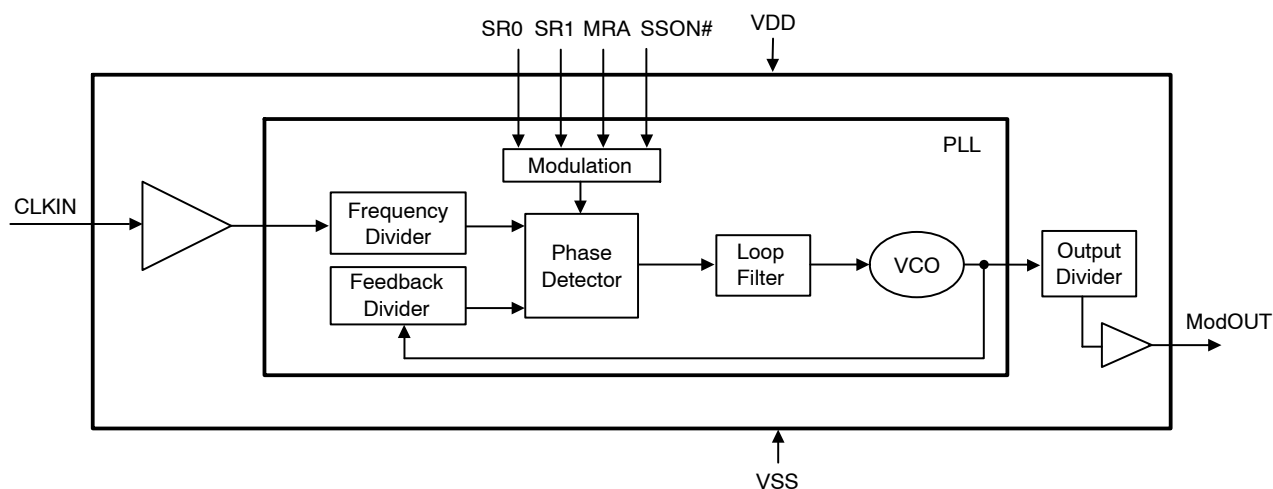 SR0 SR1 MRA SSON#
VDD
PLL
Modulation
CLKIN
Frequency
Divider
Phase
Detector
Feedback
Divider
Loop
Filter
VCO
Output
Divider
ModOUT
VSS